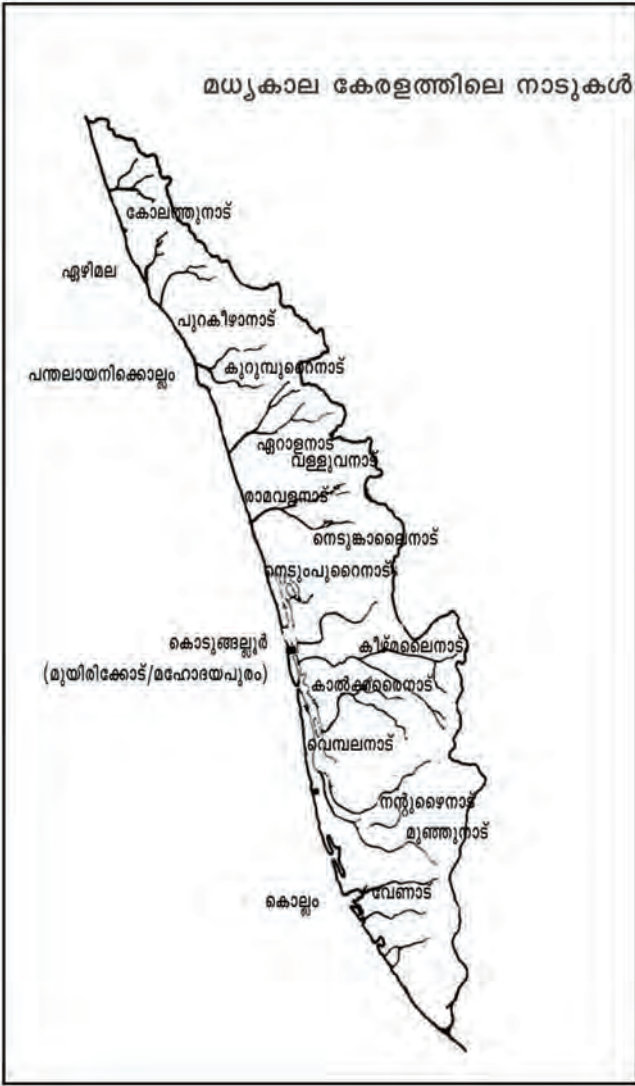 മധ്യകാല കേരളത്തിലെ നാടുകൾ
കോലത്തുനാട്
ഏഴിമല
പുറകീഴാനാട്
കുറുമ്പുറൈനാട്
പന്തലായനിക്കൊല്ലം
ഏറാളനാട്
വള്ളുവനാട്
രാമവളനാട്
നെടുങ്കാലൈനാട്
നെടുംപുറൈനാട്
കൊടുങ്ങല്ലൂർ
കീഴ്മലൈനാട്
(മുയിരിക്കോട്/മഹോദയപുരം)
കാൽക്കരൈനാട്
വെമ്പലനാട്
നന്റുഴൈനാട്
മുഞ്ഞുനാട്
വേണാട്
കൊല്ലം